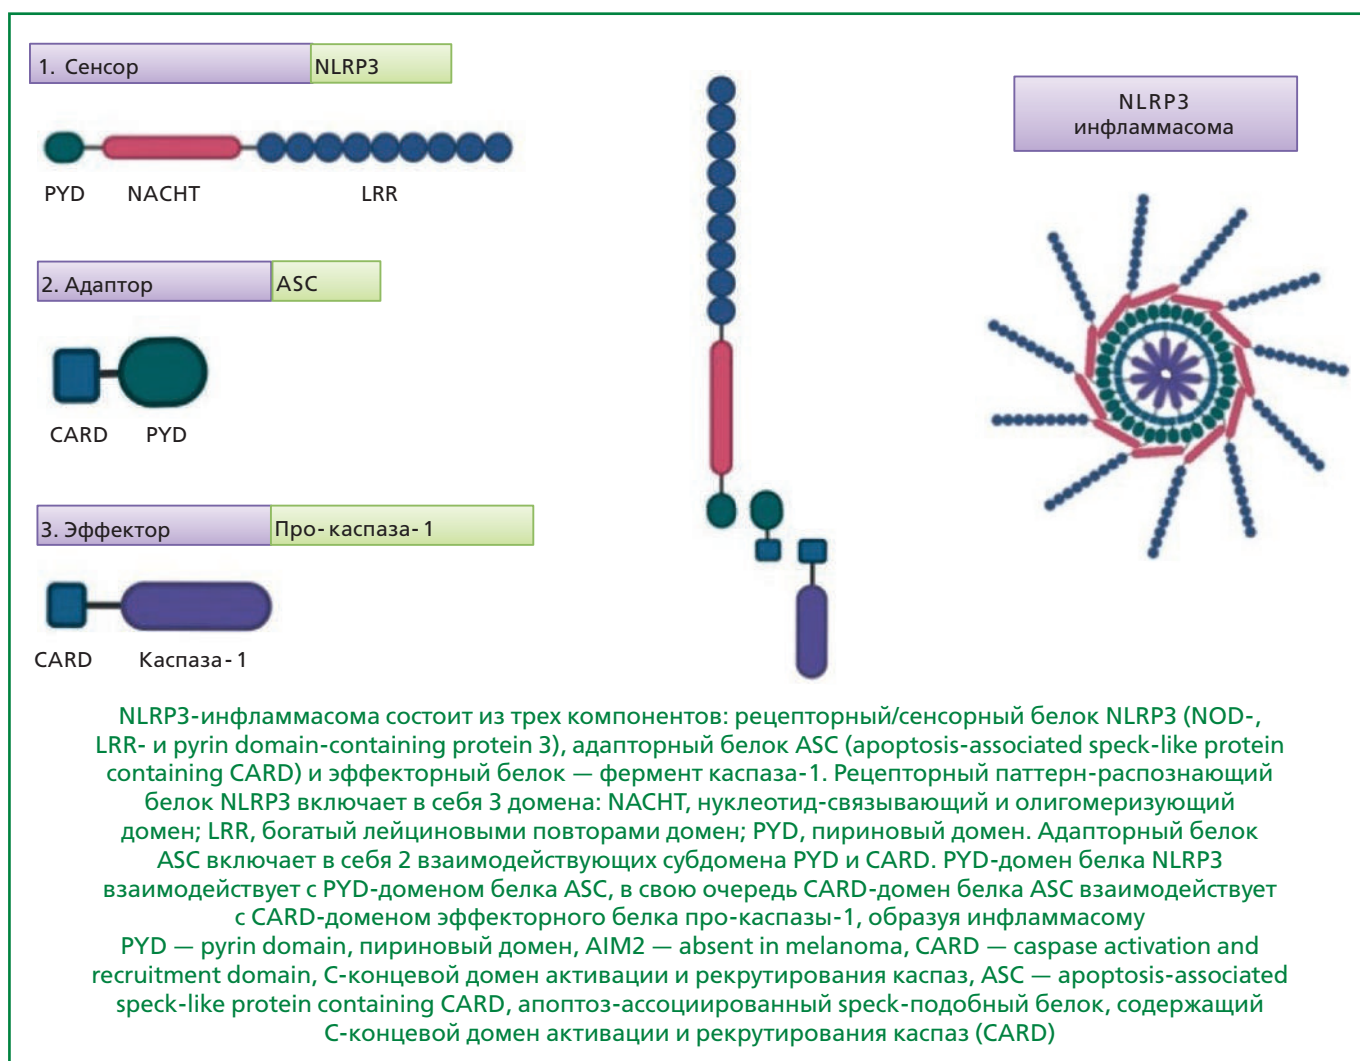 1. Сенсор NLRP3
PYD NACHT LRR
2. Адаптор ASC
CARD PYD
3. Эффектор Про-каспаза-1
CARD Каспаза-1
NLRP3
инфламмасома
NLRP3-инфламмасома состоит из трех компонентов: рецепторный/сенсорный белок NLRP3 (NOD-,
LRR- и pyrin domain-containing protein 3), адапторный белок ASC (apoptosis-associated speck-like protein
containing CARD) и эффекторный белок — фермент каспаза-1. Рецепторный паттерн-распознающий
белок NLRP3 включает в себя 3 домена: NACHT, нуклеотид-связывающий и олигомеризующий
домен; LRR, богатый лейциновыми повторами домен; PYD, пириновый домен. Адапторный белок
ASC включает в себя 2 взаимодействующих субдомена PYD и CARD. PYD-домен белка NLRP3
взаимодействует с PYD-доменом белка ASC, в свою очередь CARD-домен белка ASC взаимодействует
с CARD-доменом эффекторного белка про-каспазы-1, образуя инфламмасому
PYD — pyrin domain, пириновый домен, AIM2 — absent in melanoma, CARD — caspase activation and
recruitment domain, С-концевой домен активации и рекрутирования каспаз, ASC — apoptosis-associated
speck-like protein containing CARD, апоптоз-ассоциированный speck-подобный белок, содержащий
С-концевой домен активации и рекрутирования каспаз (CARD)